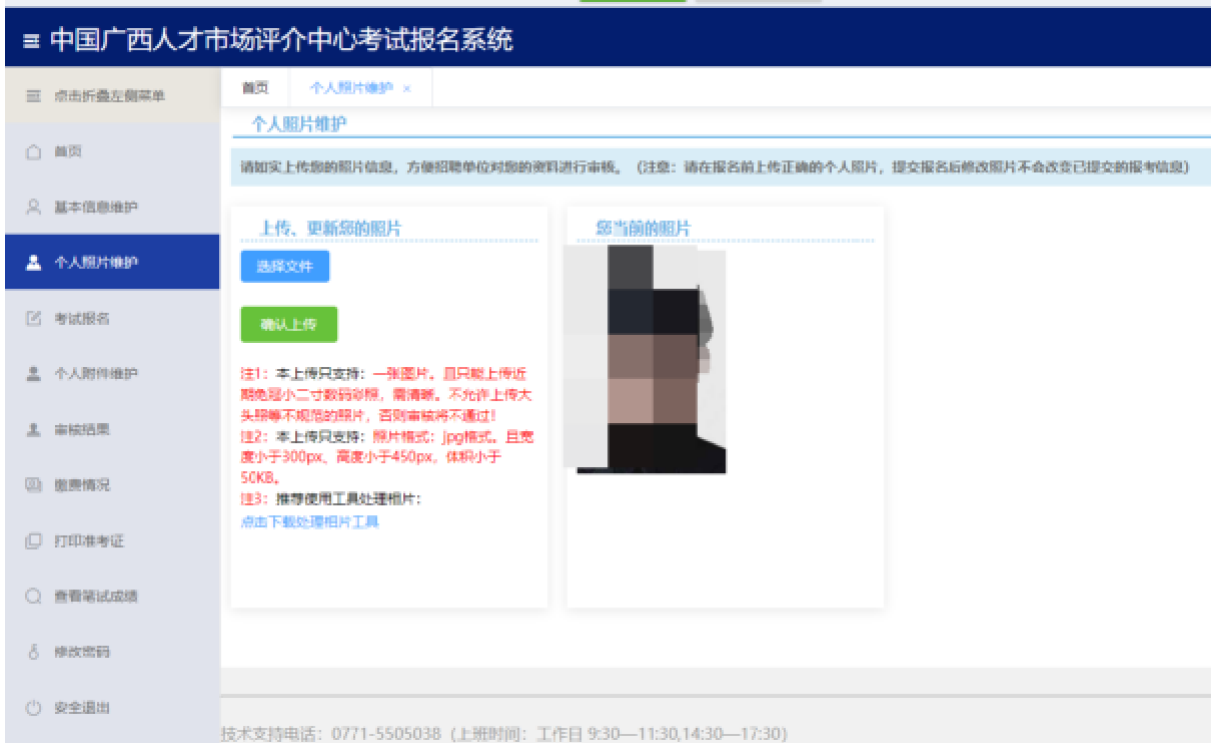 中国广西人才市场评介中心考试报名系统
点击折叠左侧菜单
首页
个人照片维护 ×
首页
基本信息维护
个人照片维护
考试报名
个人附件维护
审核结果
缴费情况
打印准考证
查看笔试成绩
修改密码
安全退出
个人照片维护
请如实上传您的照片信息，方便招聘单位对您的资料进行审核。（注意：请在报名前上传正确的个人照片，提交报名后修改照片不会改变已提交的报考信息）
上传、更新您的照片
选择文件
确认上传
注1：本上传只支持：一张图片。且只能上传近
期免冠小二寸数码彩照，需清晰。不允许上传大
头照等不规范的照片，否则审核将不通过！
注2：本上传只支持：照片格式：jpg格式。且宽
度小于300px、高度小于450px，体积小于
50KB。
注3：推荐使用工具处理相片：
点击下载处理相片工具
您当前的照片
技术支持电话：0771-5505038（上班时间：工作日 9:30—11:30,14:30—17:30）